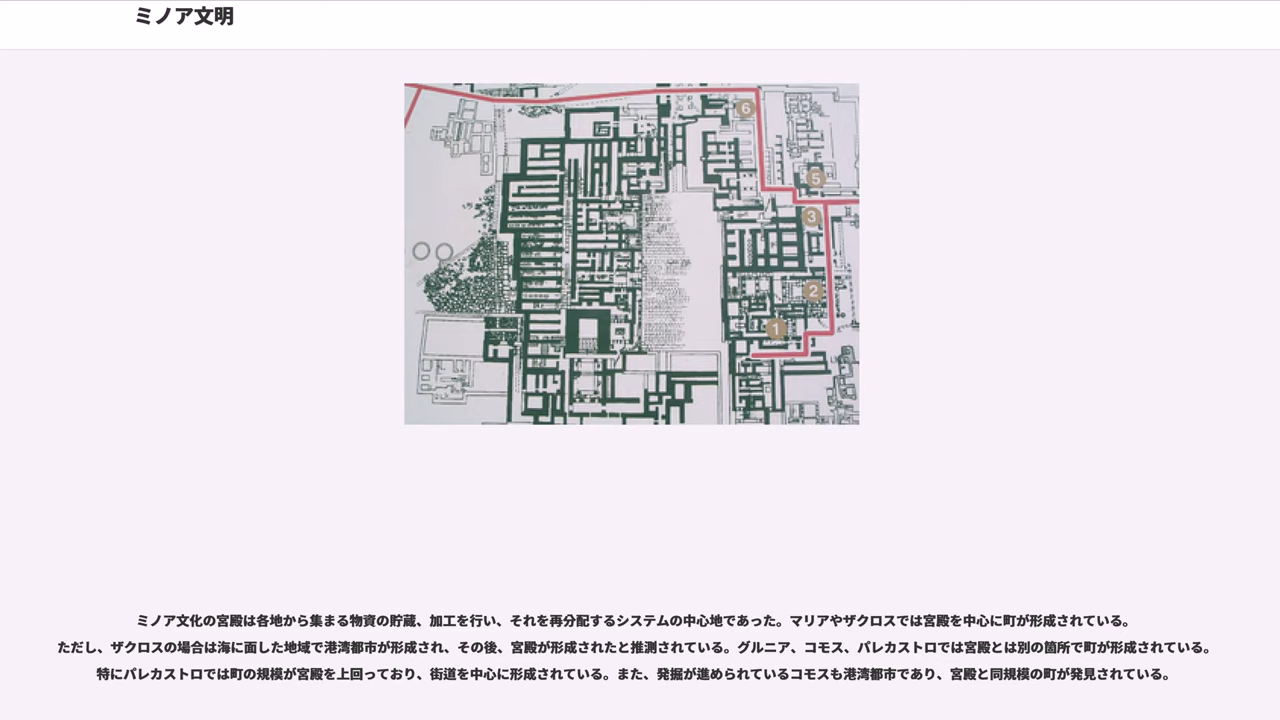 ミノア文明
6
5
3
2
1
ミノア文化の宮殿は各地から集まる物資の貯蔵、加工を行い、それを再分配するシステムの中心地であった。マリアやザクロスでは宮殿を中心に町が形成されている。
ただし、ザクロスの場合は海に面した地域で港湾都市が形成され、その後、宮殿が形成されたと推測されている。グルニア、コモス、パレカストロでは宮殿とは別の箇所で町が形成されている。
特にパレカストロでは町の規模が宮殿を上回っており、街道を中心に形成されている。また、発掘が進められているコモスも港湾都市であり、宮殿と同規模の町が発見されている。